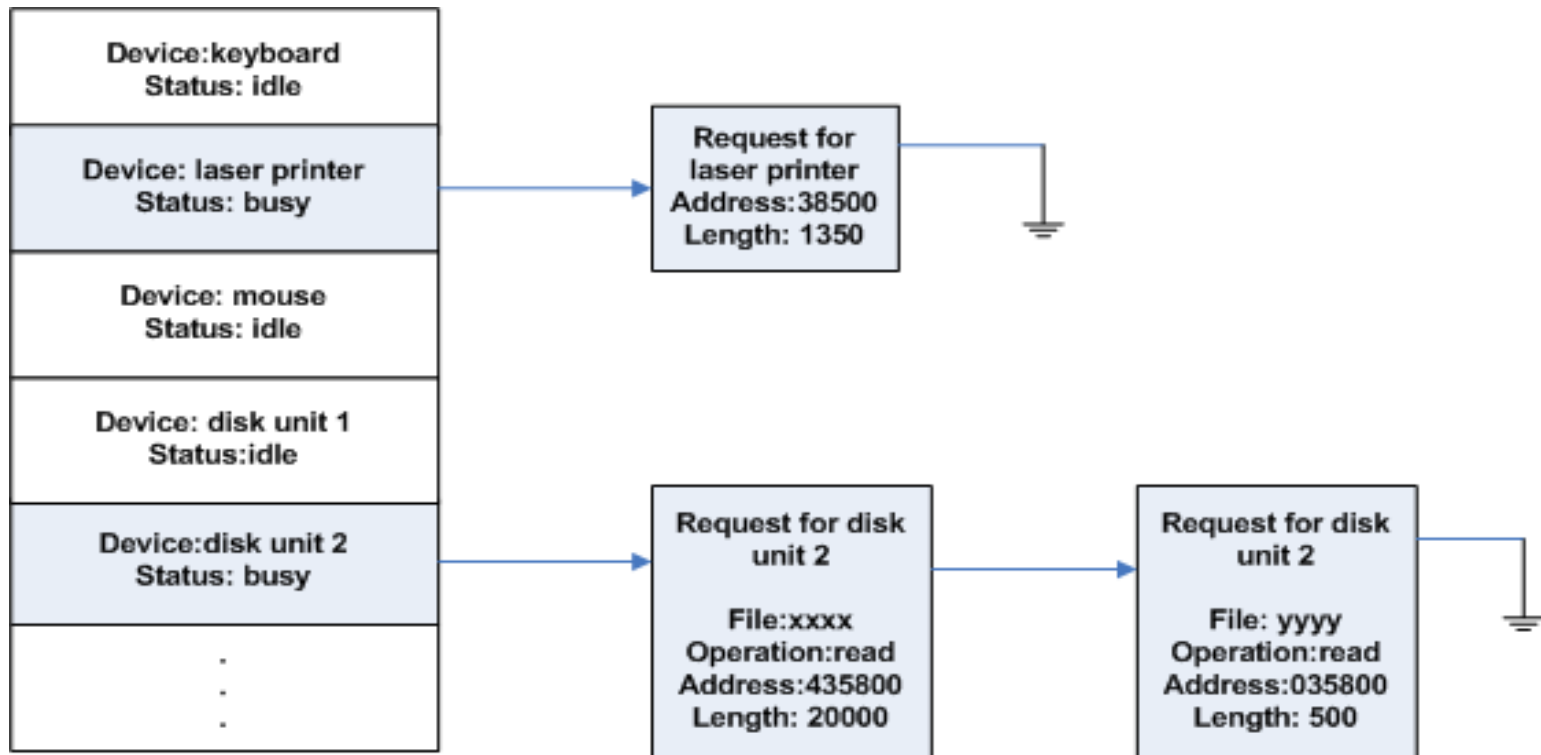 Device:keyboard
Status: idle
Device: laser printer
Status: busy
Device: mouse
Status: idle
Device: disk unit 1
Status:idle
Device:disk unit 2
Status: busy
.
.
.
Request for
laser printer
Address:38500
Length: 1350
Request for disk
unit 2
File:xxxx
Operation:read
Address:435800
Length: 20000
Request for disk
unit 2
File: yyyy
Operation:read
Address:035800
Length: 500